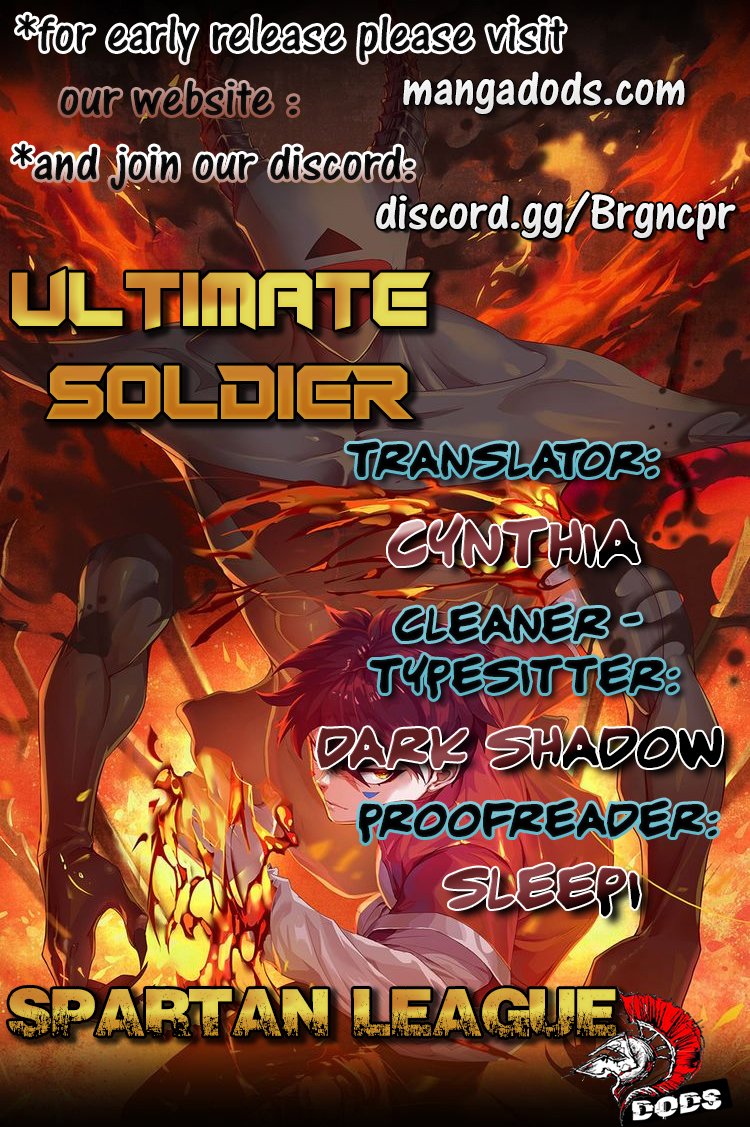 *for early release please visit
our website :
mangadods.com
*and join our discord:
discord.gg/Brgncpr
ULTIMATE
SOLDIER
TRANSLATOR:
CYNTHIA
CLEANER -
TYPESITTER:
DARK SHADOW
PROOFREADER:
SLEEPI
SPARTAN LEAGUE
DODS